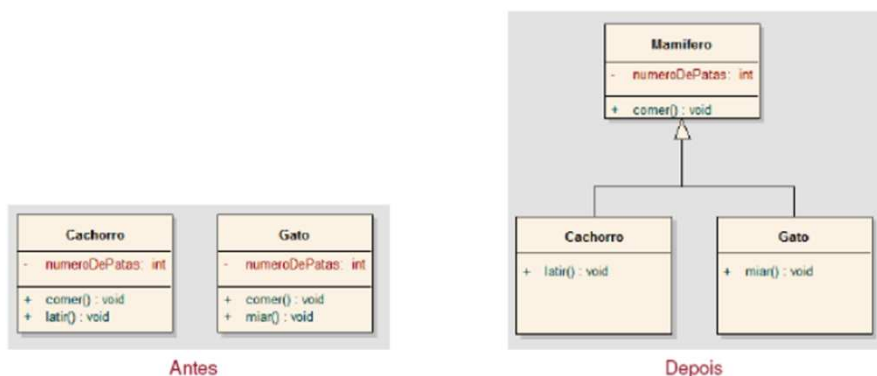 Cachorro
- numeroDePatas: int
+ comer() : void
+ latir() : void
Gato
- numeroDePatas: int
+ comer() : void
+ miar() : void
Antes
Mamífero
- numeroDePatas: int
+ comer() : void
Cachorro
+ latir() : void
Gato
+ miar() : void
Depois